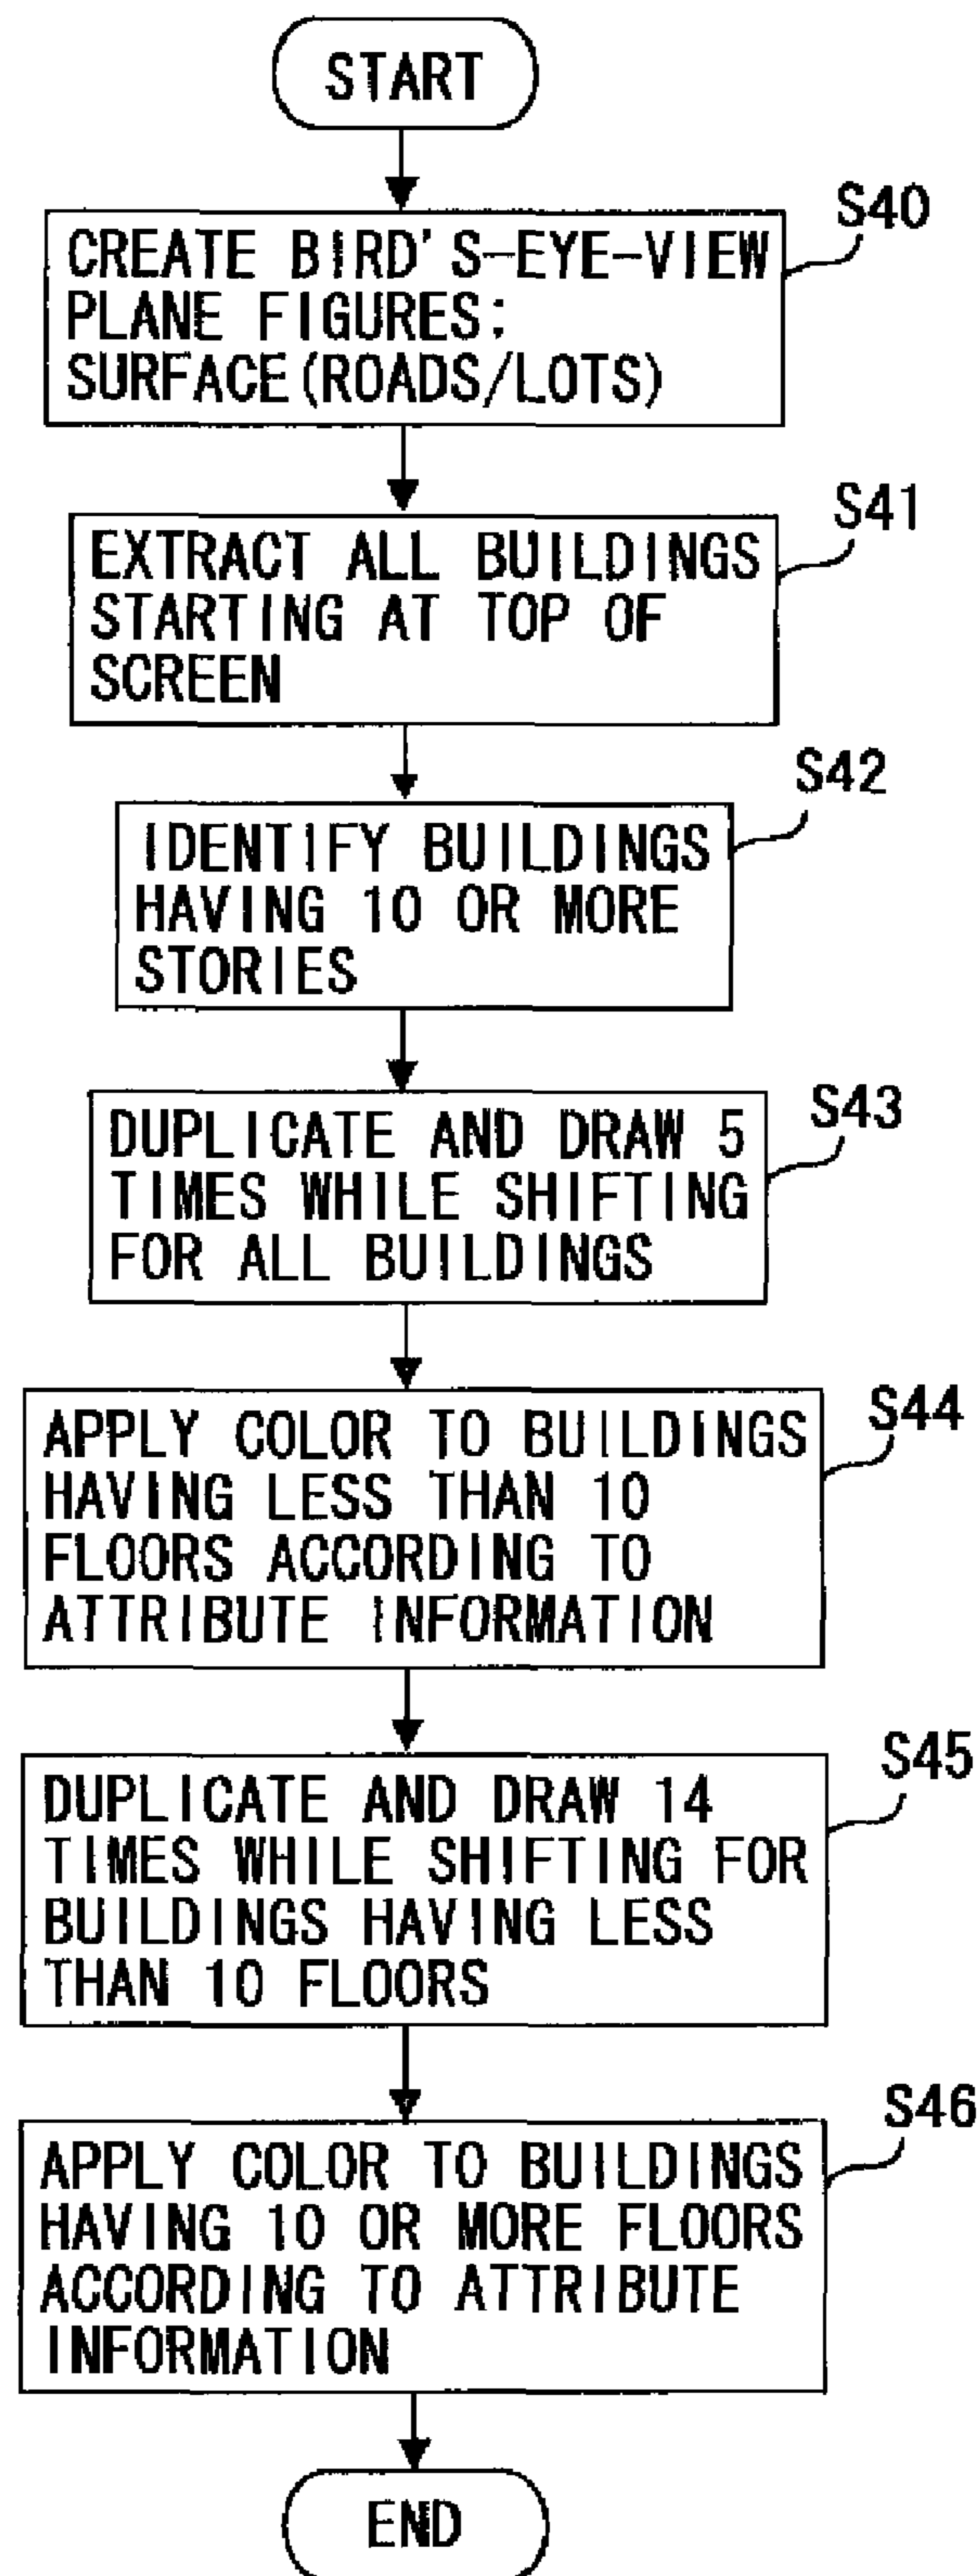 START
S40
CREATE BIRD'S-EYE-VIEW
PLANE FIGURES:
SURFACE(ROADS/LOTS)
S41
EXTRACT ALL BUILDINGS
STARTING AT TOP OF
SCREEN
S42
IDENTIFY BUILDINGS
HAVING 10 OR MORE
STORIES
S43
DUPLICATE AND DRAW 5
TIMES WHILE SHIFTING
FOR ALL BUILDINGS
S44
APPLY COLOR TO BUILDINGS
HAVING LESS THAN 10
FLOORS ACCORDING TO
ATTRIBUTE INFORMATION
S45
DUPLICATE AND DRAW 14
TIMES WHILE SHIFTING FOR
BUILDINGS HAVING LESS
THAN 10 FLOORS
S46
APPLY COLOR TO BUILDINGS
HAVING 10 OR MORE FLOORS
ACCORDING TO ATTRIBUTE
INFORMATION
END